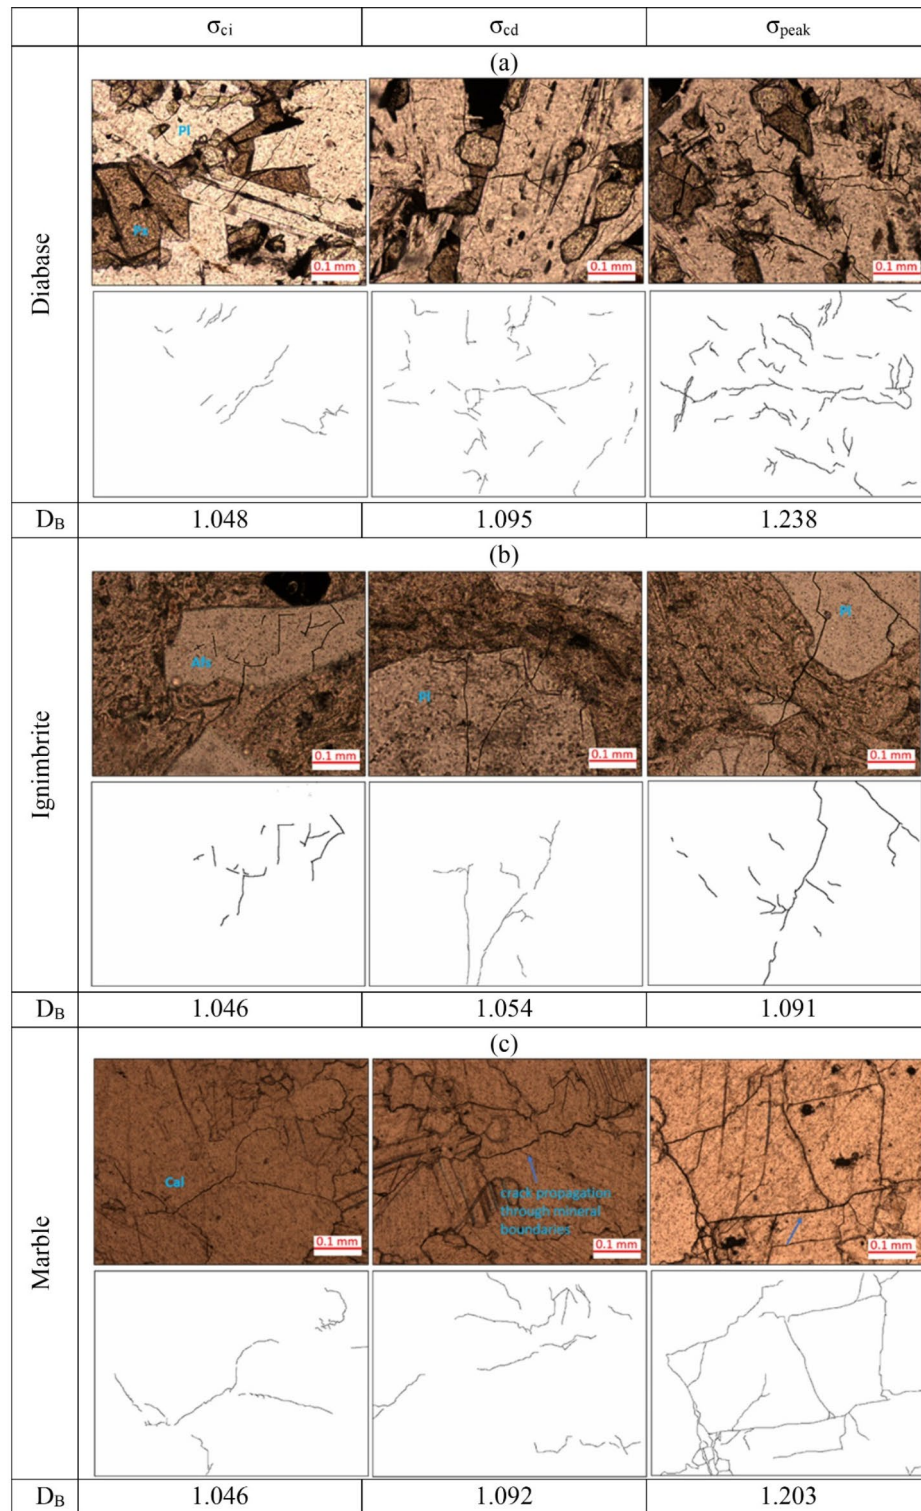 σci σcd σpeak
(a)
Diabase
Pl
Px
0.1 mm 0.1 mm 0.1 mm
DB 1.048 1.095 1.238
(b)
Ignimbrite
Afs
Pl
Pl
0.1 mm 0.1 mm 0.1 mm
DB 1.046 1.054 1.091
(c)
Marble
Cal
crack propagation
through mineral
boundaries
0.1 mm 0.1 mm 0.1 mm
DB 1.046 1.092 1.203